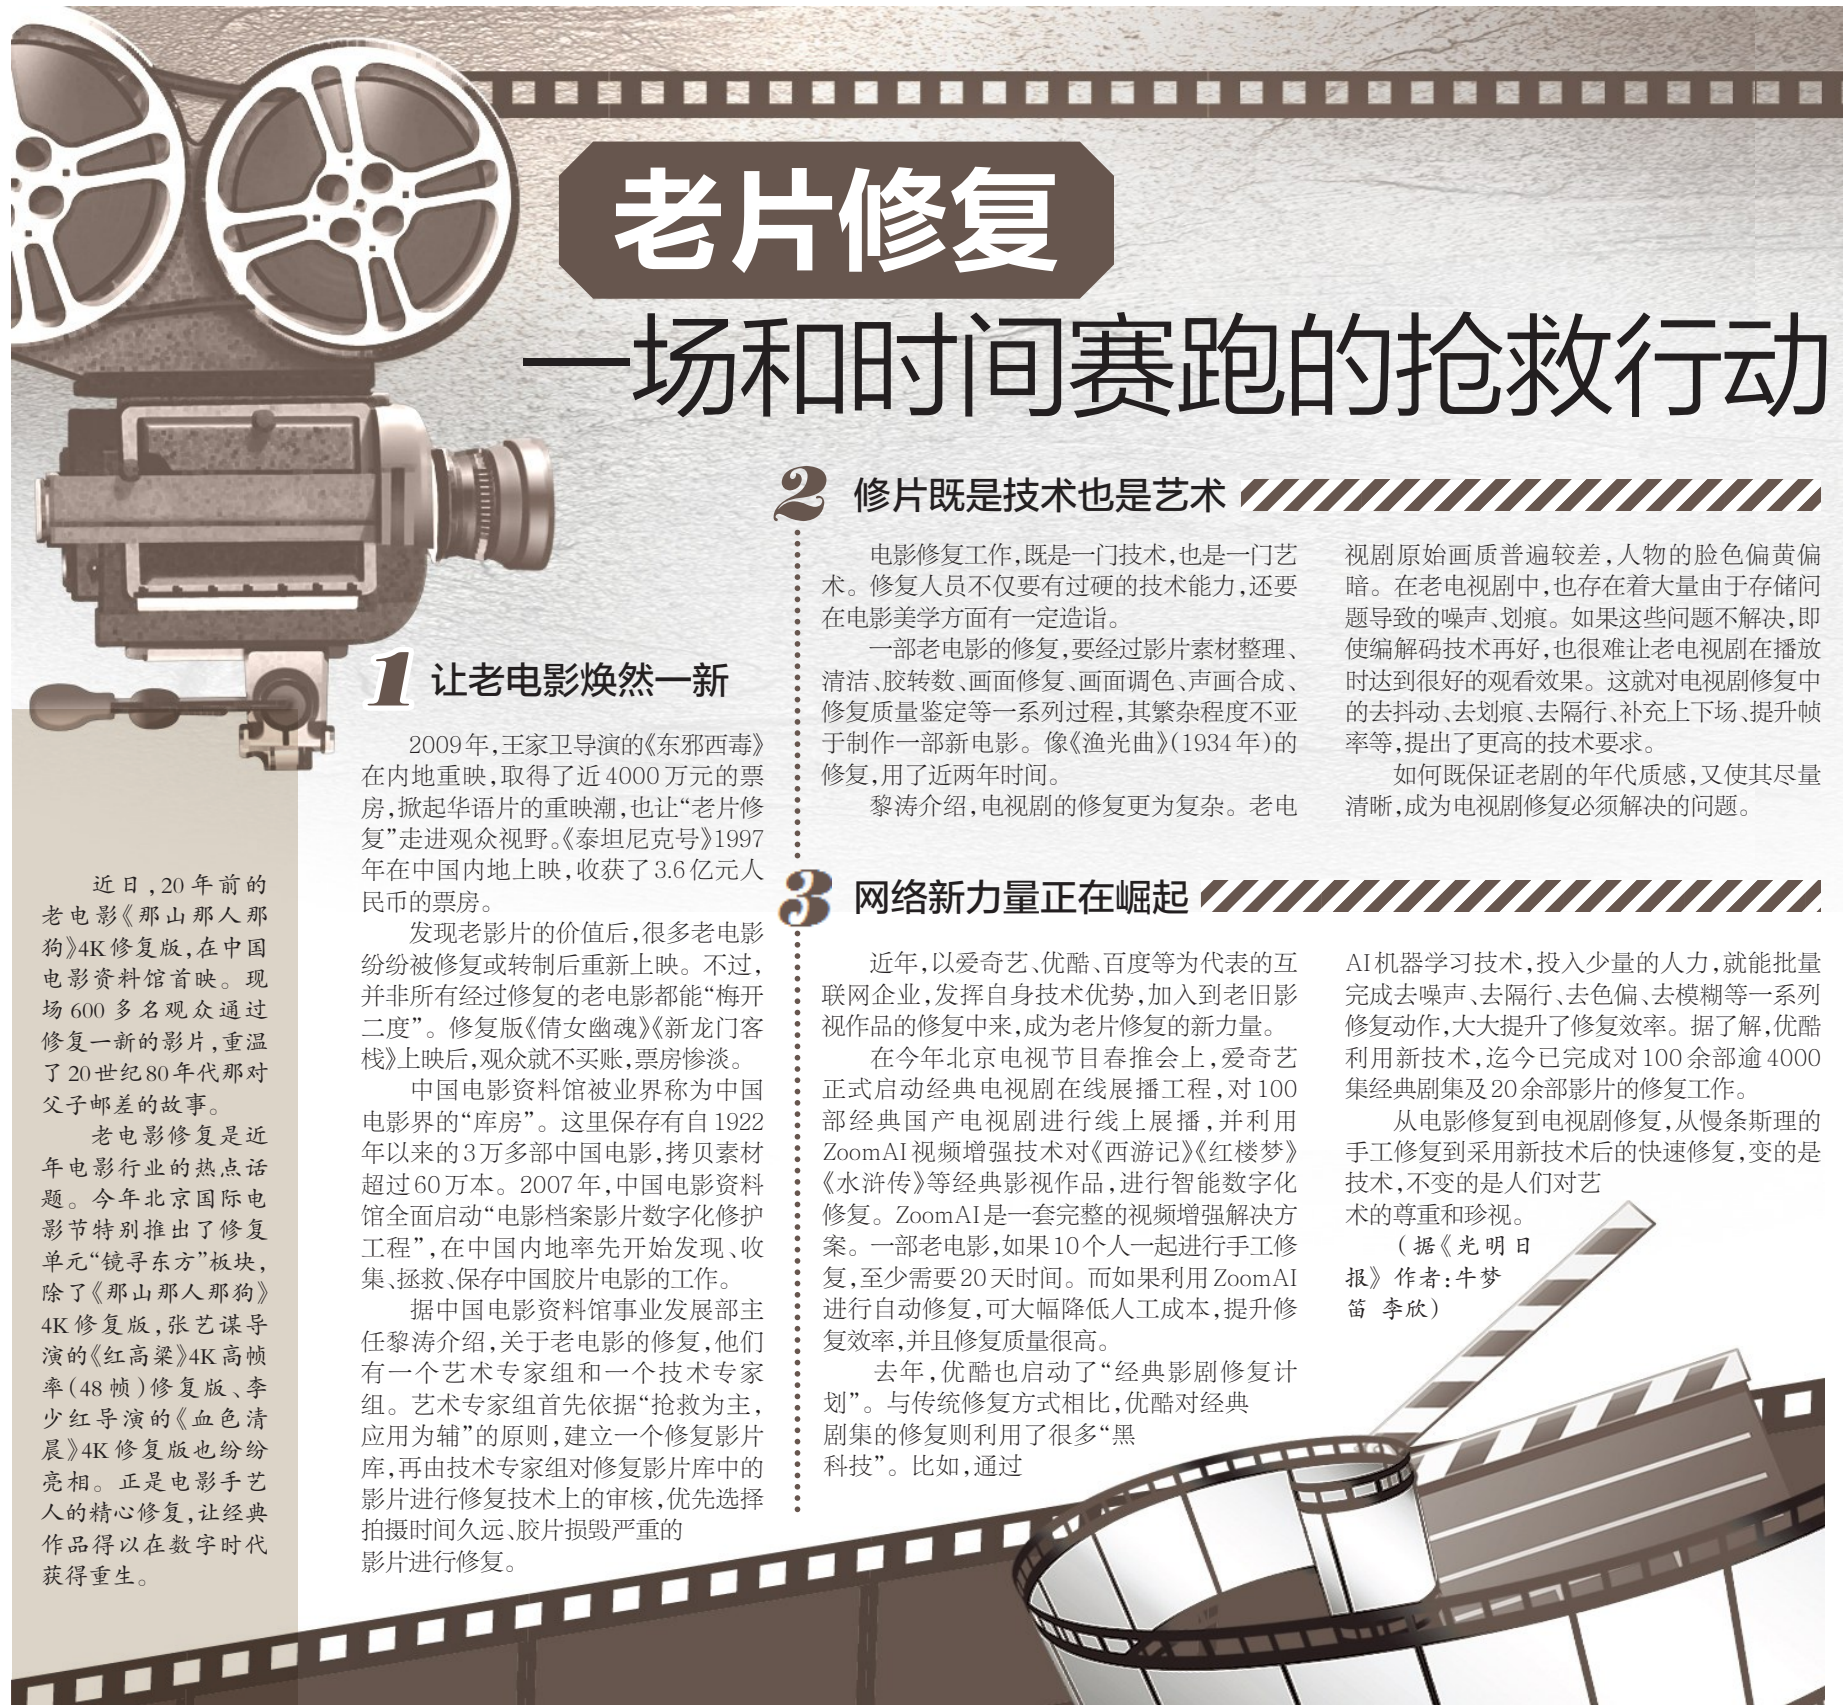 老片修复
一场和时间赛跑的抢救行动
近日,20年前的
老电影《那山那人那
狗》4K修复版,在中国
电影资料馆首映。现
场600多名观众通过
修复一新的影片,重温
了20世纪80年代那对
父子邮差的故事。
老电影修复是近
年电影行业的热点话
题。今年北京国际电
影节特别推出了修复
单元“镜寻东方”板块,
除了《那山那人那狗》
4K修复版,张艺谋导
演的《红高粱》4K高帧
率(48帧)修复版、李
少红导演的《血色清
晨》4K修复版也纷纷
亮相。正是电影手艺
人的精心修复,让经典
作品得以在数字时代
获得重生。
1 让老电影焕然一新
2009年,王家卫导演的《东邪西毒》
在内地重映,取得了近4000万元的票
房,掀起华语片的重映潮,也让“老片修
复”走进观众视野。《泰坦尼克号》1997
年在中国内地上映,收获了3.6亿元人
民币的票房。
发现老影片的价值后,很多老电影
纷纷被修复或转制后重新上映。不过,
并非所有经过修复的老电影都能“梅开
二度”。修复版《倩女幽魂》《新龙门客
栈》上映后,观众就不买账,票房惨淡。
中国电影资料馆被业界称为中国
电影界的“库房”。这里保存有自1922
年以来的3万多部中国电影,拷贝素材
超过60万本。2007年,中国电影资料
馆全面启动“电影档案影片数字化修护
工程”,在中国内地率先开始发现、收
集、拯救、保存中国胶片电影的工作。
据中国电影资料馆事业发展部主
任黎涛介绍,关于老电影的修复,他们
有一个艺术专家组和一个技术专家
组。艺术专家组首先依据“抢救为主,
应用为辅”的原则,建立一个修复影片
库,再由技术专家组对修复影片库中的
影片进行修复技术上的审核,优先选择
拍摄时间久远、胶片损毁严重的
影片进行修复。
2 修片既是技术也是艺术
电影修复工作,既是一门技术,也是一门艺
术。修复人员不仅要有过硬的技术能力,还要
在电影美学方面有一定造诣。
一部老电影的修复,要经过影片素材整理、
清洁、胶转数、画面修复、画面调色、声画合成、
修复质量鉴定等一系列过程,其繁杂程度不亚
于制作一部新电影。像《渔光曲》(1934年)的
修复,用了近两年时间。
黎涛介绍,电视剧的修复更为复杂。老电
视剧原始画质普遍较差,人物的脸色偏黄偏
暗。在老电视剧中,也存在着大量由于存储问
题导致的噪声、划痕。如果这些问题不解决,即
使编解码技术再好,也很难让老电视剧在播放
时达到很好的观看效果。这就对电视剧修复中
的去抖动、去划痕、去隔行、补充上下场、提升帧
率等,提出了更高的技术要求。
如何既保证老剧的年代质感,又使其尽量
清晰,成为电视剧修复必须解决的问题。
3 网络新力量正在崛起
近年,以爱奇艺、优酷、百度等为代表的互
联网企业,发挥自身技术优势,加入到老旧影
视作品的修复中来,成为老片修复的新力量。
在今年北京电视节目春推会上,爱奇艺
正式启动经典电视剧在线展播工程,对100
部经典国产电视剧进行线上展播,并利用
ZoomAI视频增强技术对《西游记》《红楼梦》
《水浒传》等经典影视作品,进行智能数字化
修复。ZoomAI是一套完整的视频增强解决方
案。一部老电影,如果10个人一起进行手工修
复,至少需要20天时间。而如果利用ZoomAI
进行自动修复,可大幅降低人工成本,提升修
复效率,并且修复质量很高。
去年,优酷也启动了“经典影剧修复计
划”。与传统修复方式相比,优酷对经典
剧集的修复则利用了很多“黑
科技”。比如,通过
AI机器学习技术,投入少量的人力,就能批量
完成去噪声、去隔行、去色偏、去模糊等一系列
修复动作,大大提升了修复效率。据了解,优酷
利用新技术,迄今已完成对100余部逾4000
集经典剧集及20余部影片的修复工作。
从电影修复到电视剧修复,从慢条斯理的
手工修复到采用新技术后的快速修复,变的是
技术,不变的是人们对艺
术的尊重和珍视。
(据《光明日
报》作者:牛梦
笛 李欣)